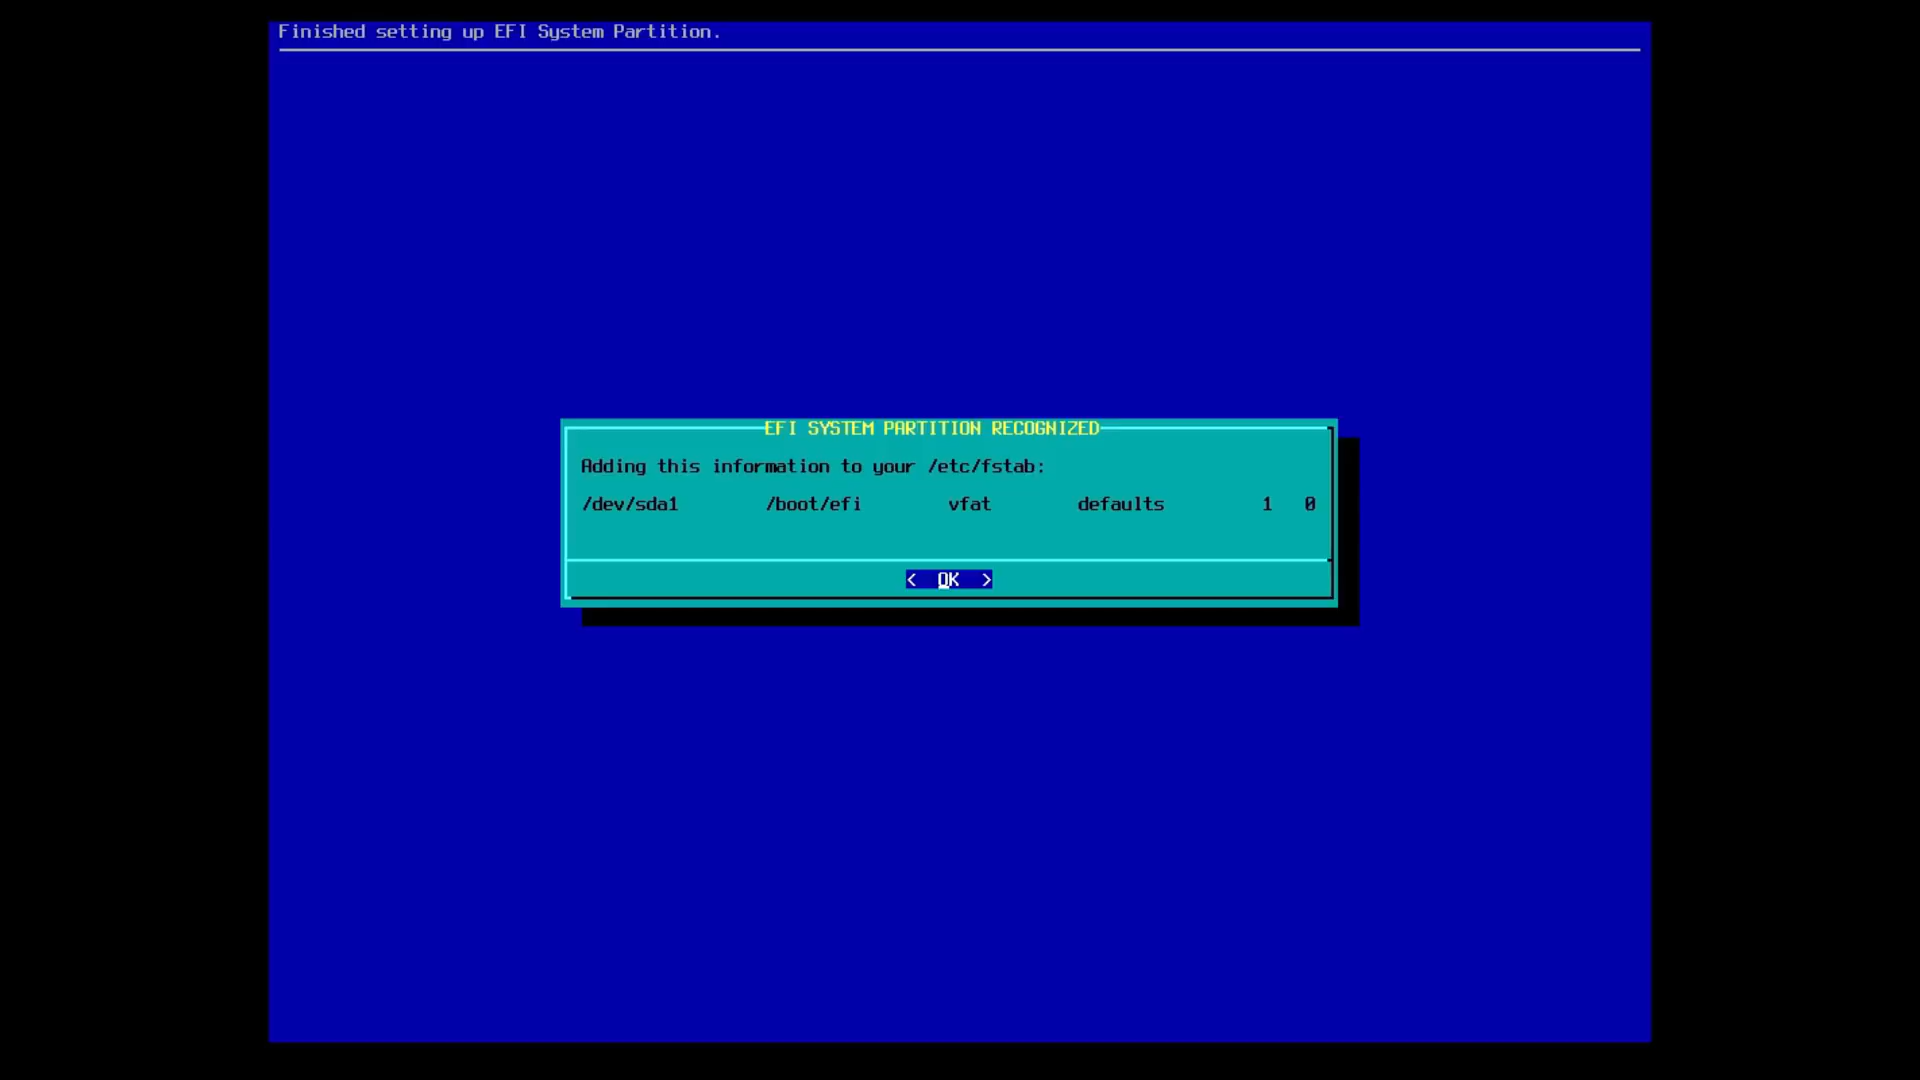 Finished setting up EFI System Partition.
EFI SYSTEM PARTITION RECOGNIZED
Adding this information to your /etc/fstab:
/dev/sda1 /boot/efi vfat defaults 1 0
< OK >